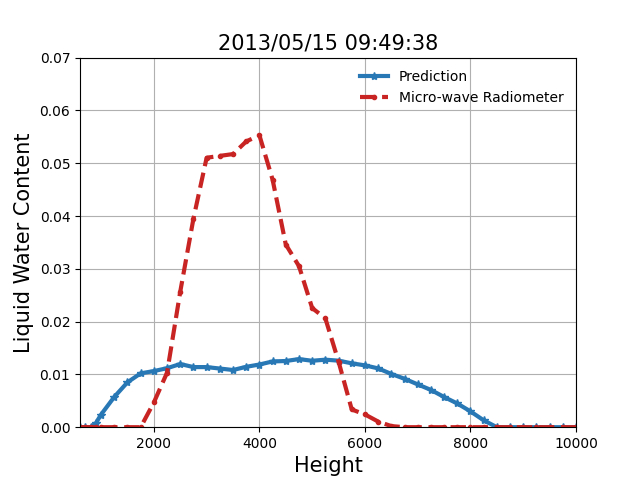 2013/05/15 09:49:38
0.07
0.06
0.05
0.04
0.03
0.02
0.01
0.00
Liquid Water Content
Prediction
Micro-wave Radiometer
2000 4000 6000 8000 10000
Height